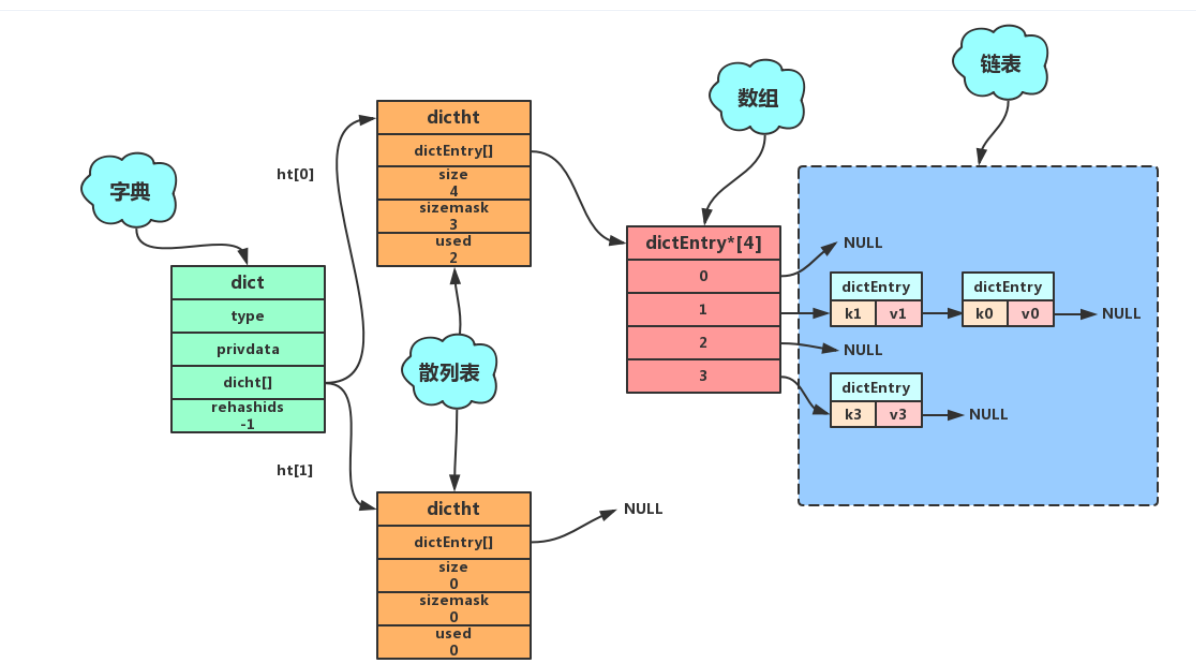 链表
数组
字典
散列表
ht[0]
ht[1]
dict
type
privdata
dicht[]
rehashids
-1
dictht
dictEntry[]
size
4
sizemask
3
used
2
dictht
dictEntry[]
size
0
sizemask
0
used
0
NULL
dictEntry*[4]
0
1
2
3
NULL
dictEntry dictEntry
k1 v1 k0 v0 NULL
NULL
dictEntry
k3 v3 NULL